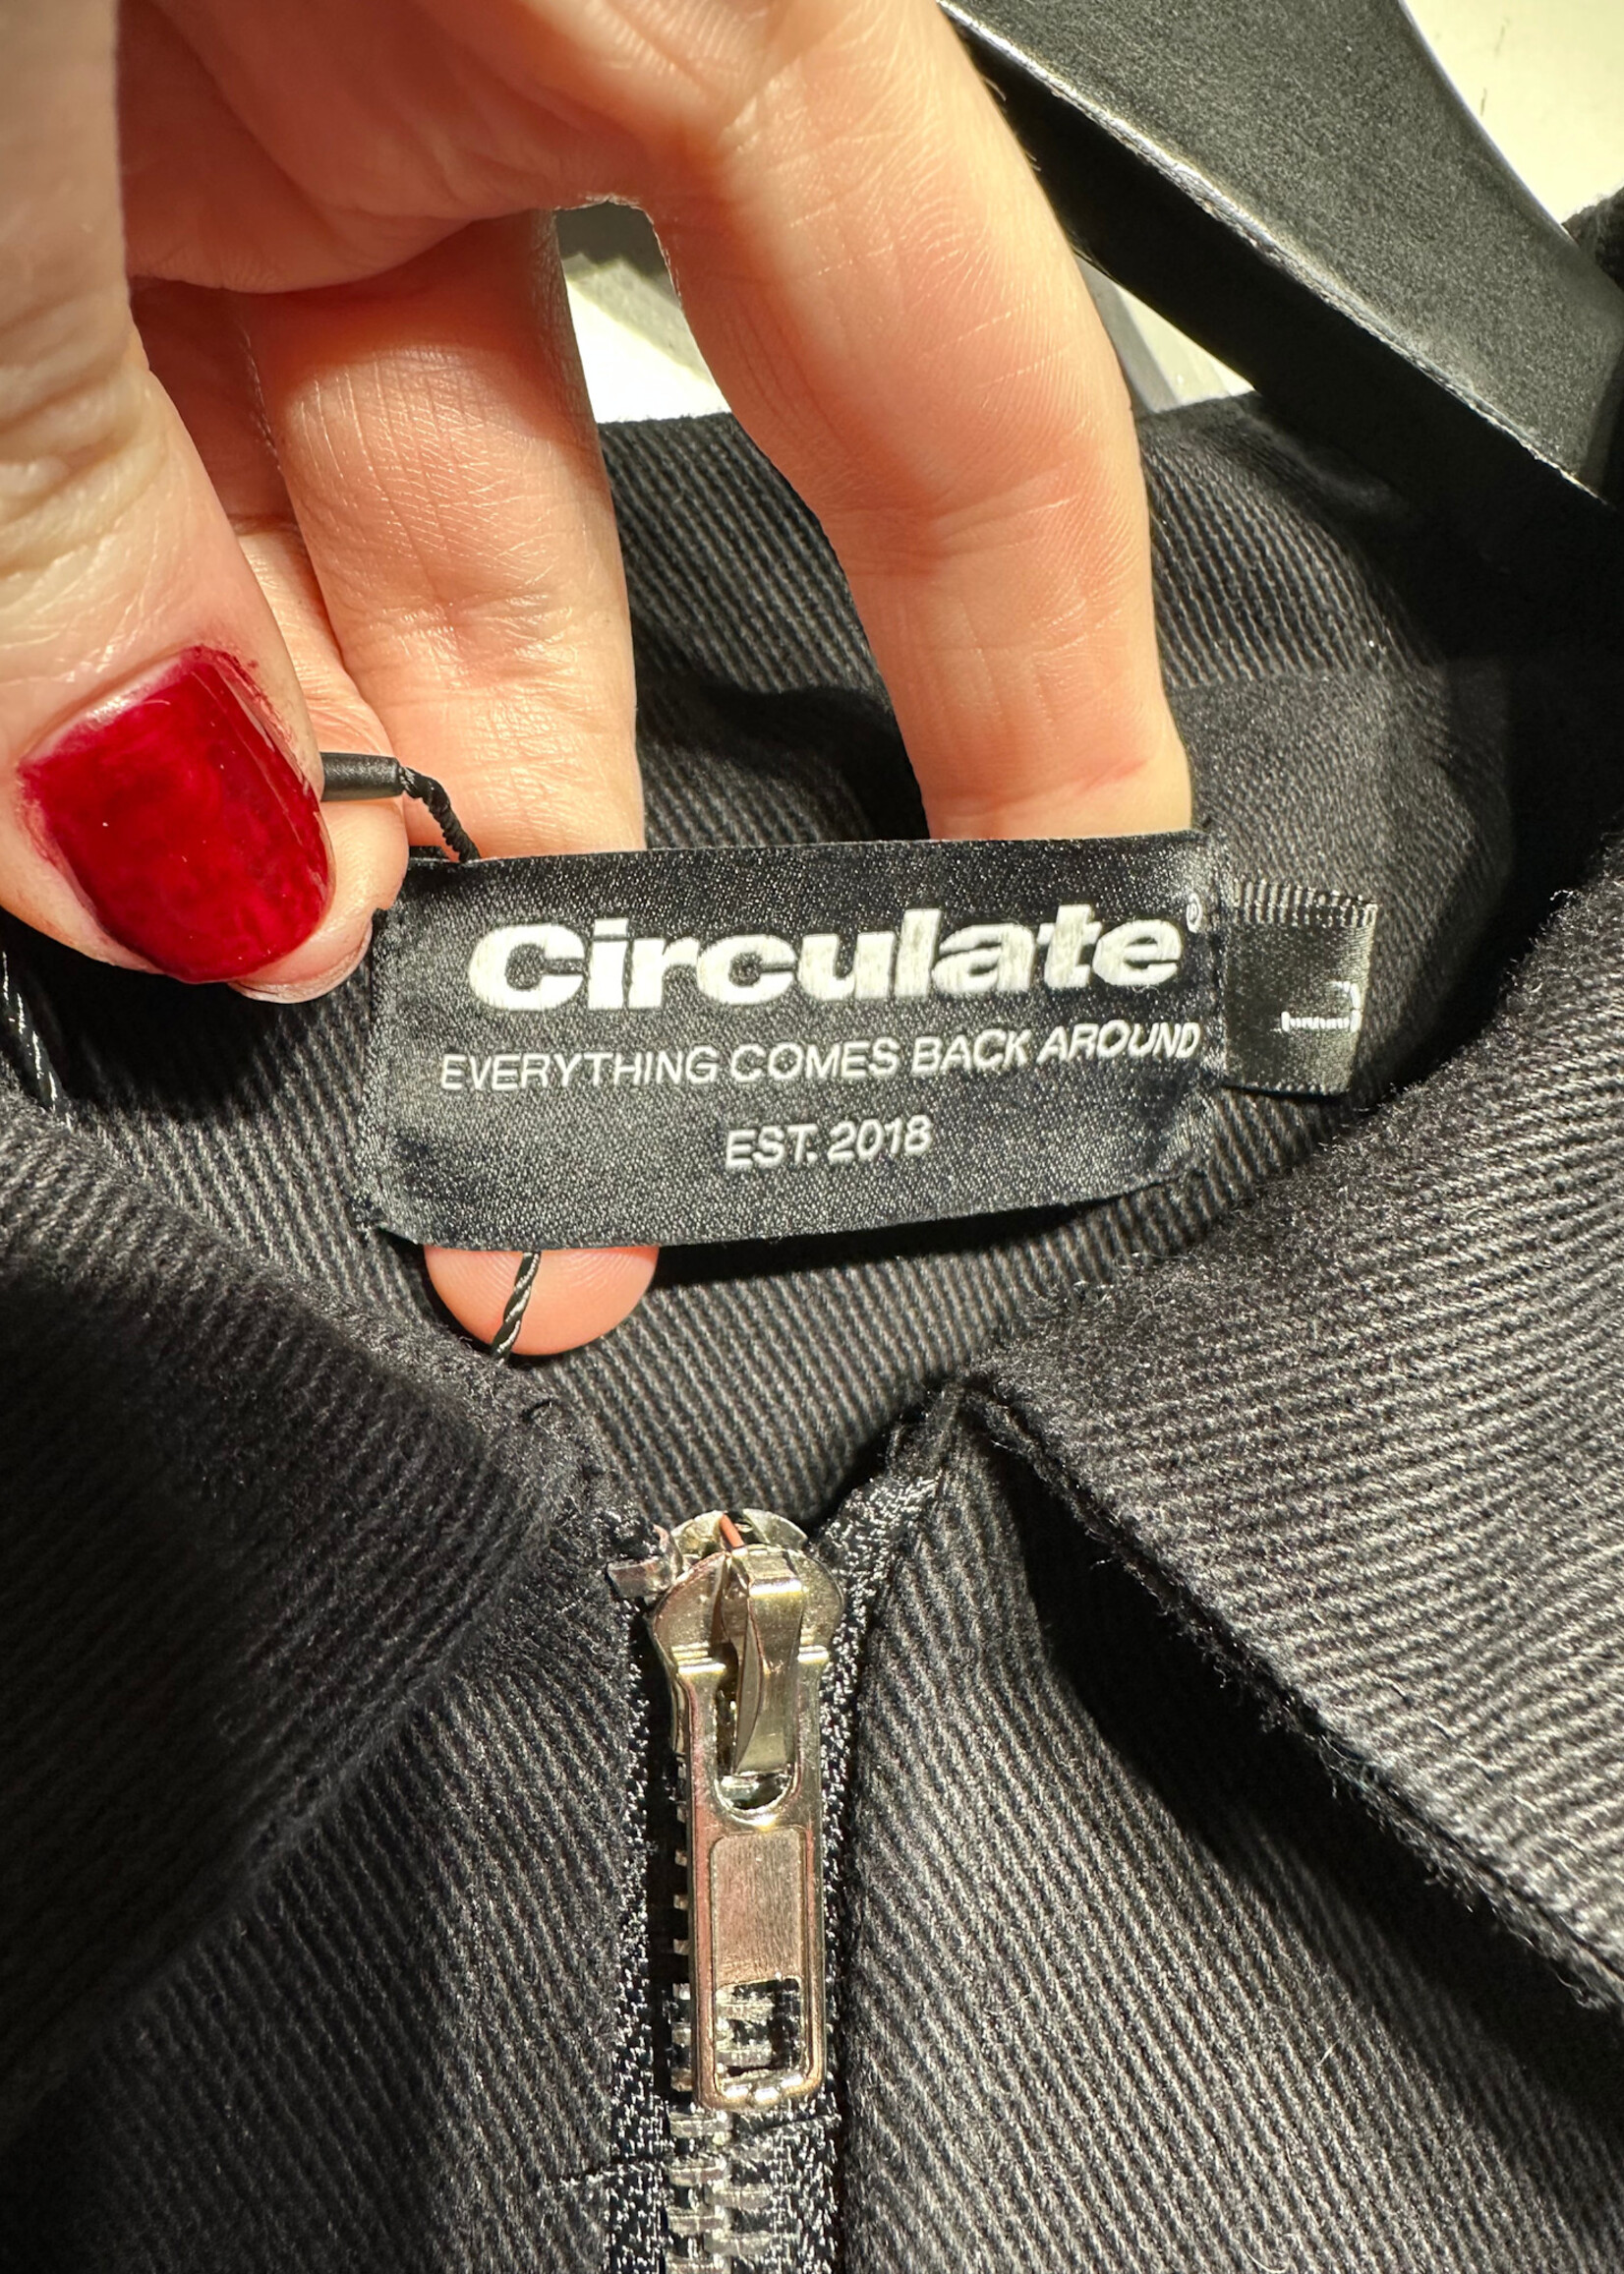 Circulate®
EVERYTHING COMES BACK AROUND
EST. 2018
L